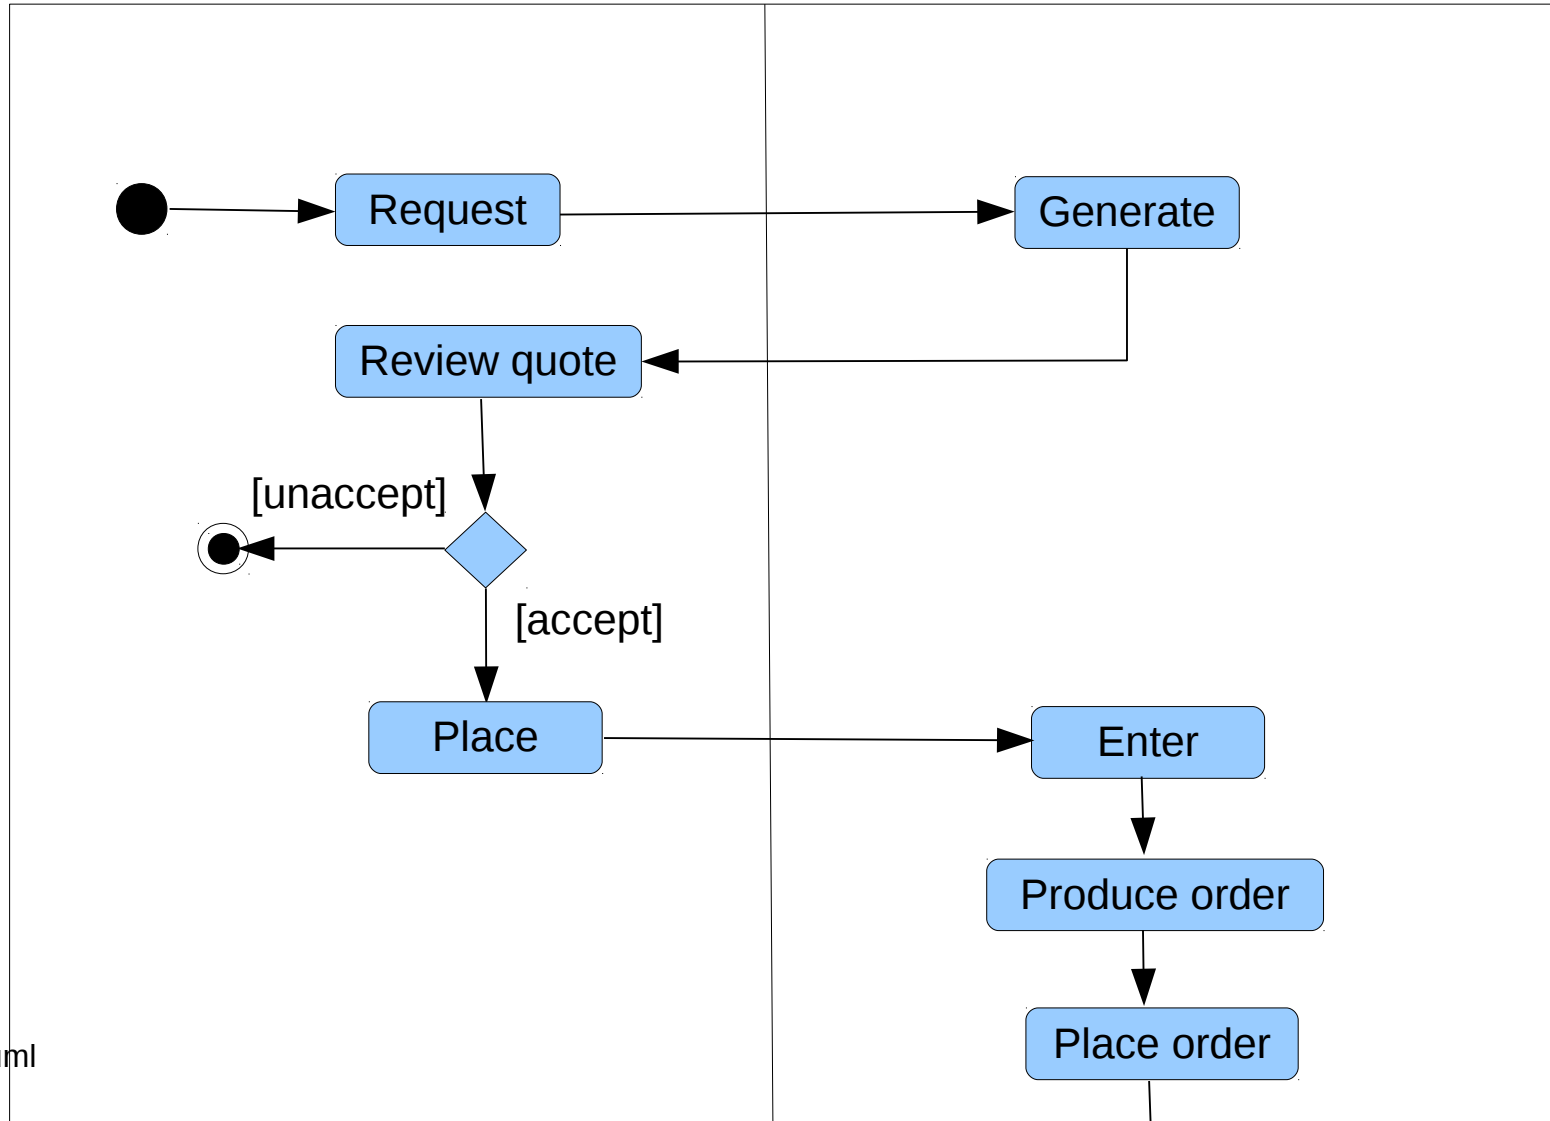 Request
Generate
Review quote
[unaccept]
[accept]
Place
Enter
Produce order
Place order